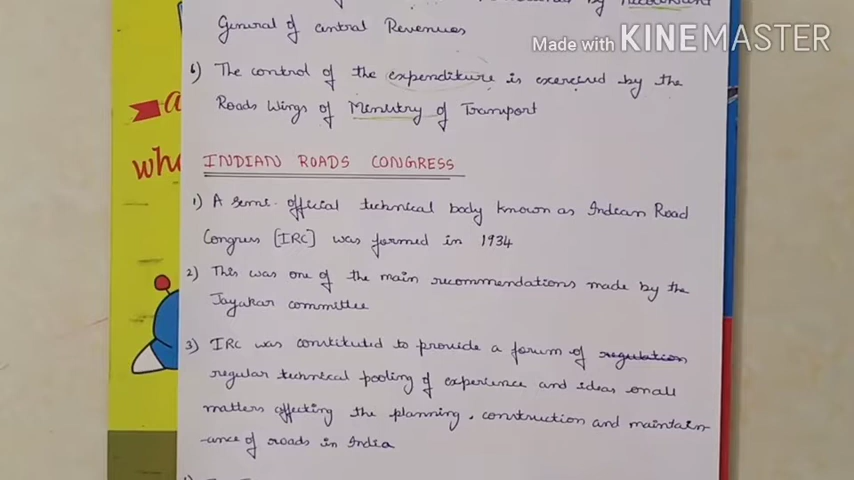 by Accountant
General of central Revenues
Made with KINEMASTER
6) The control of the expenditure is exercised by the
Roads Wings of Ministry of Transport
a
who
INDIAN ROADS CONGRESS
1) A semi-official technical body known as Indian Road
Congress [IRC] was formed in 1934
2) This was one of the main recommendations made by the
Jayakar committee
3) IRC was constituted to provide a forum of regulation
regular technical pooling of experience and ideas on all
matters affecting the planning, construction and maintain-
-ance of roads in India